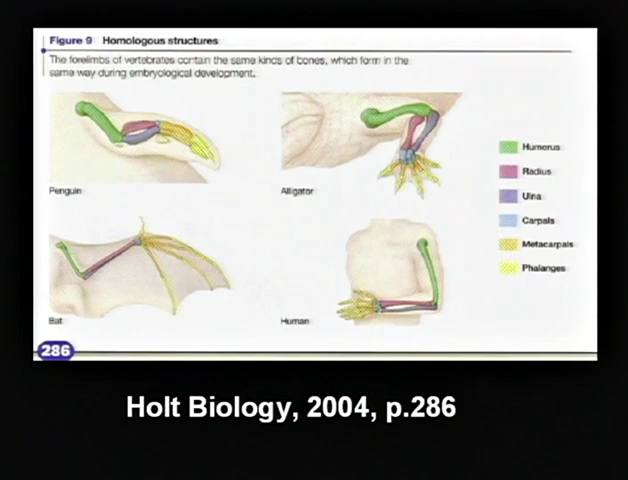 Figure 9 Homologous structures
The forelimbs of vertebrates contain the same kinds of bones, which form in the
same way during embryological development.
Penguin
Alligator
Humerus
Radius
Ulna
Carpals
Metacarpals
Phalanges
Bat
Human
286
Holt Biology, 2004, p.286